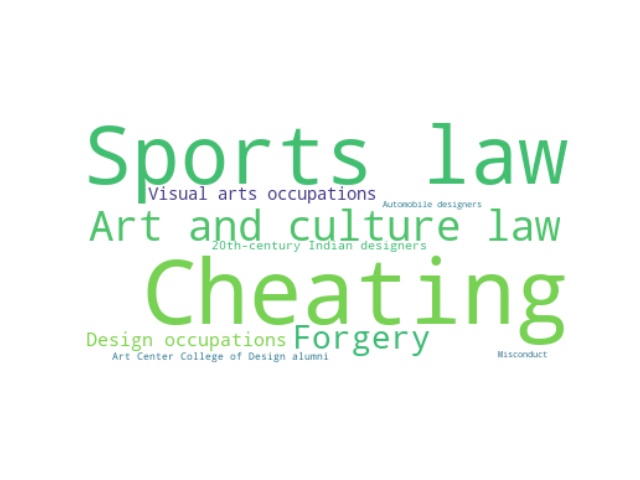 Sports law
Visual arts occupations
Automobile designers
Art and culture law
20th-century Indian designers
Cheating
Design occupations
Forgery
Art Center College of Design alumni
Misconduct